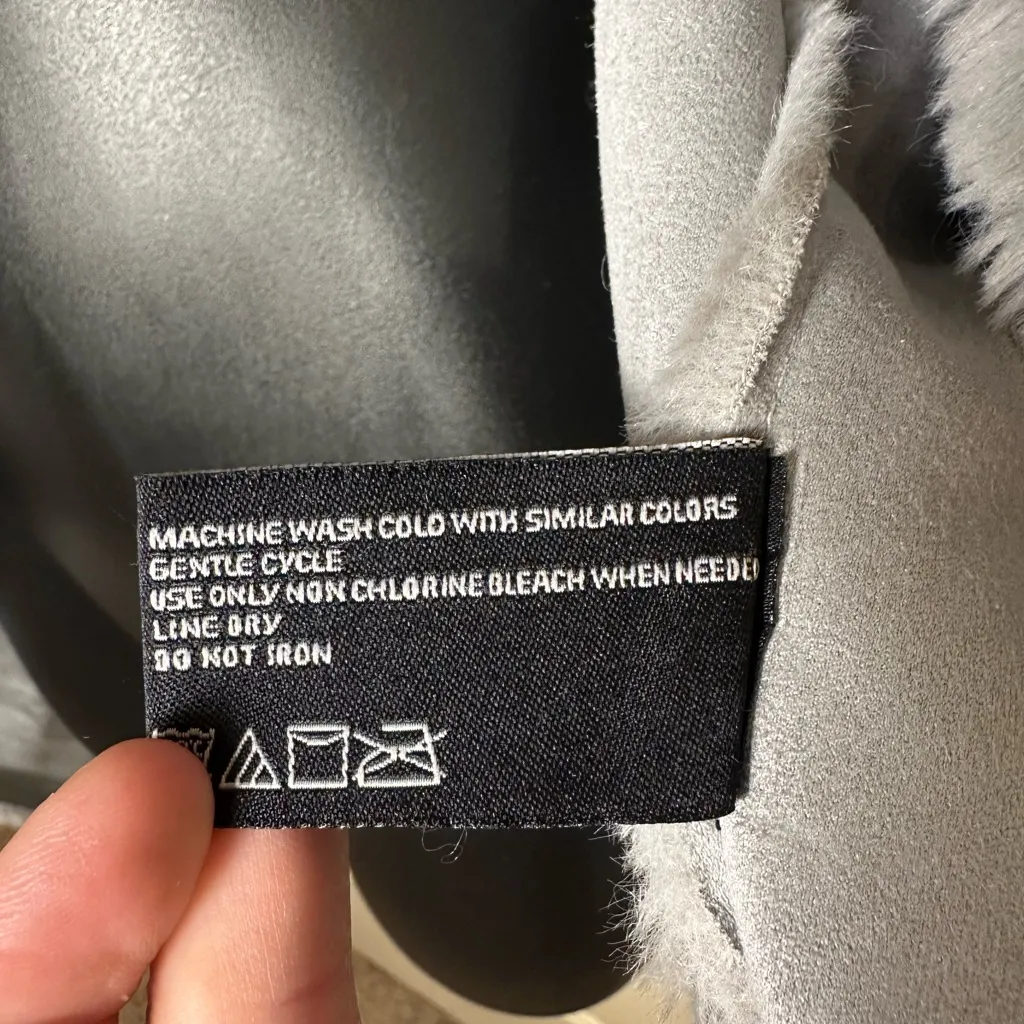 MACHINE WASH COLD WITH SIMILAR COLORS
GENTLE CYCLE
USE ONLY NON CHLORINE BLEACH WHEN NEEDED
LINE DRY
DO NOT IRON